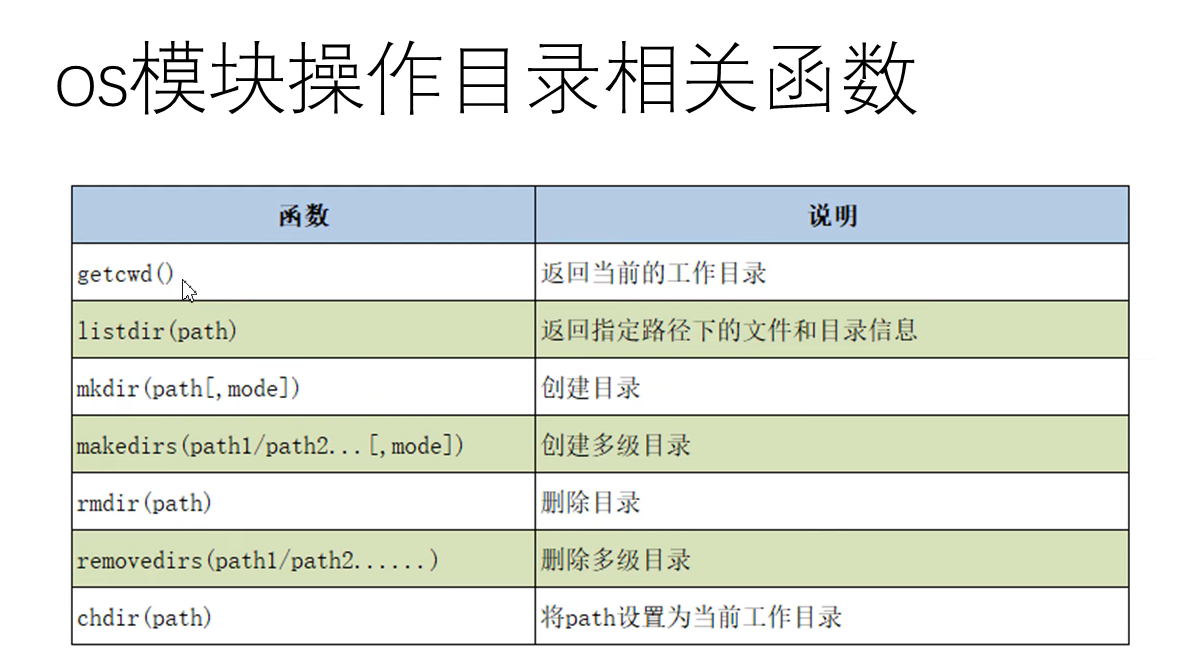 os模块操作目录相关函数
函数 说明
getcwd() 返回当前的工作目录
listdir(path) 返回指定路径下的文件和目录信息
mkdir(path[,mode]) 创建目录
makedirs(path1/path2...[,mode]) 创建多级目录
rmdir(path) 删除目录
removedirs(path1/path2......) 删除多级目录
chdir(path) 将path设置为当前工作目录